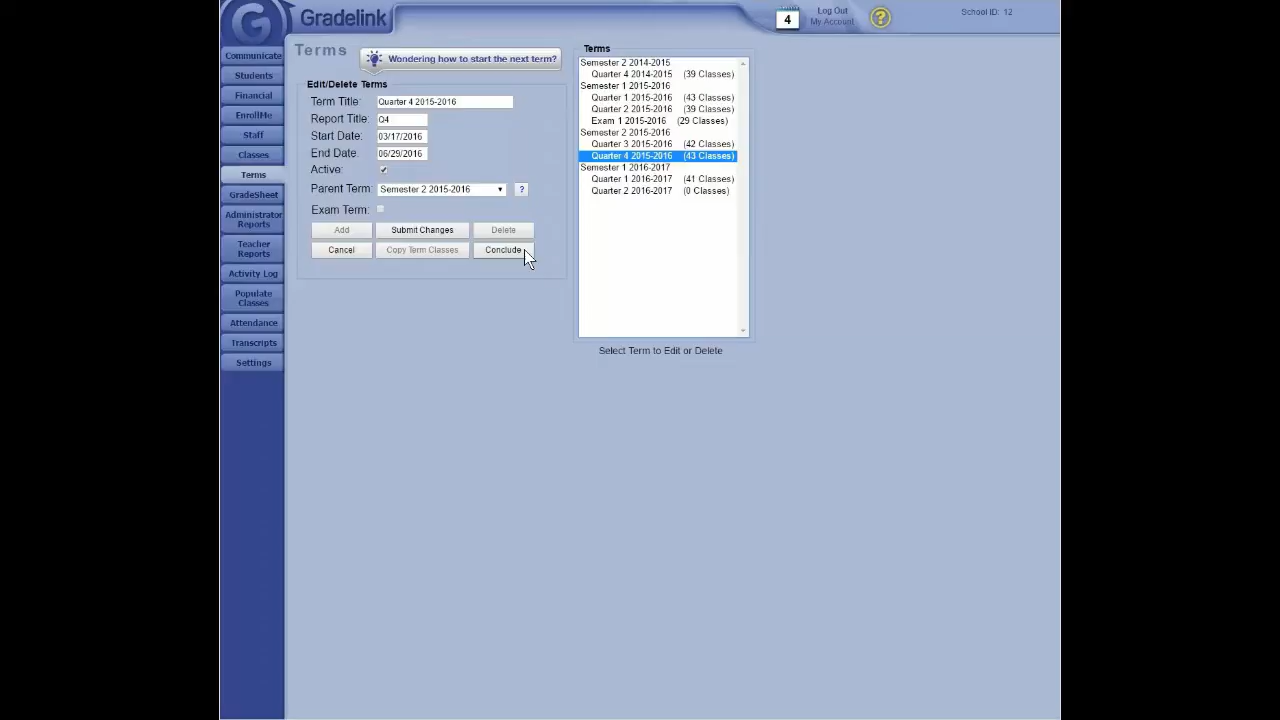 Gradelink
4
Log Out
My Account
?
School ID: 12
Communicate
Students
Financial
EnrollMe
Staff
Classes
Terms
GradeSheet
Administrator
Reports
Teacher
Reports
Activity Log
Populate
Classes
Attendance
Transcripts
Settings
Terms
Wondering how to start the next term?
Edit/Delete Terms
Term Title: Quarter 4 2015-2016
Report Title: Q4
Start Date: 03/17/2016
End Date: 06/29/2016
Active:
Parent Term: Semester 2 2015-2016 ?
Exam Term:
Add Submit Changes Delete
Cancel Copy Term Classes Conclude
Terms
Semester 2 2014-2015
Quarter 4 2014-2015 (39 Classes)
Semester 1 2015-2016
Quarter 1 2015-2016 (43 Classes)
Quarter 2 2015-2016 (39 Classes)
Exam 1 2015-2016 (29 Classes)
Semester 2 2015-2016
Quarter 3 2015-2016 (42 Classes)
Quarter 4 2015-2016 (43 Classes)
Semester 1 2016-2017
Quarter 1 2016-2017 (41 Classes)
Quarter 2 2016-2017 (0 Classes)
Select Term to Edit or Delete